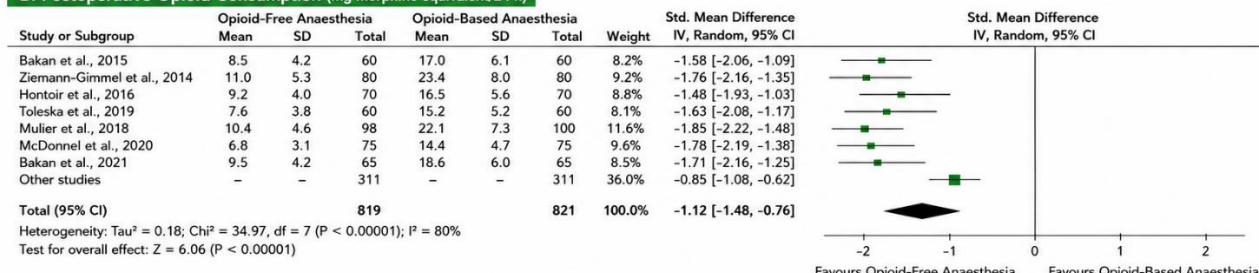 Opioid-Free Anaesthesia Opioid-Based Anaesthesia Std. Mean Difference Std. Mean Difference
Study or Subgroup Mean SD Total Mean SD Total Weight IV, Random, 95% CI IV, Random, 95% CI
Bakan et al., 2015 8.5 4.2 60 17.0 6.1 60 8.2% −1.58 [−2.06, −1.09]
Ziemann-Gimmel et al., 2014 11.0 5.3 80 23.4 8.0 80 9.2% −1.76 [−2.16, −1.35]
Hontoir et al., 2016 9.2 4.0 70 16.5 5.6 70 8.8% −1.48 [−1.93, −1.03]
Toleska et al., 2019 7.6 3.8 60 15.2 5.2 60 8.1% −1.63 [−2.08, −1.17]
Mulier et al., 2018 10.4 4.6 98 22.1 7.3 100 11.6% −1.85 [−2.22, −1.48]
McDonnel et al., 2020 6.8 3.1 75 14.4 4.7 75 9.6% −1.78 [−2.19, −1.38]
Bakan et al., 2021 9.5 4.2 65 18.6 6.0 65 8.5% −1.71 [−2.16, −1.25]
Other studies – – 311 – – 311 36.0% −0.85 [−1.08, −0.62]
Total (95% CI) 819 821 100.0% −1.12 [−1.48, −0.76]
Heterogeneity: Tau² = 0.18; Chi² = 34.97, df = 7 (P < 0.00001); I² = 80%
Test for overall effect: Z = 6.06 (P < 0.00001)
−2 −1 0 1 2
Favours Opioid-Free Anaesthesia Favours Opioid-Based Anaesthesia